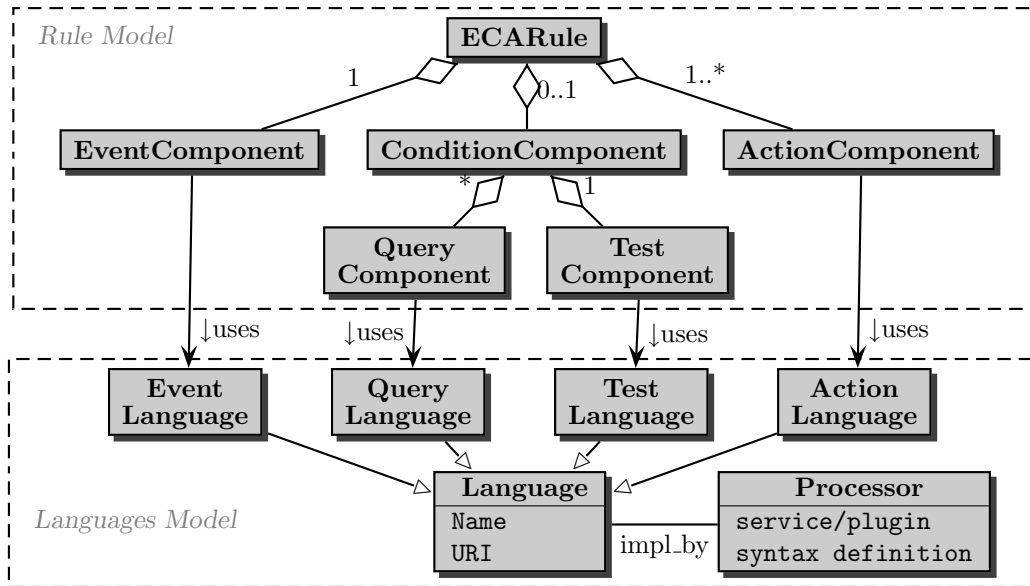 Rule Model
ECARule
1
0..1
1..*
EventComponent
ConditionComponent
ActionComponent
*
1
Query
Component
Test
Component
↓uses
↓uses
↓uses
↓uses
Event
Language
Query
Language
Test
Language
Action
Language
Languages Model
Language
Name
URI
impl_by
Processor
service/plugin
syntax definition